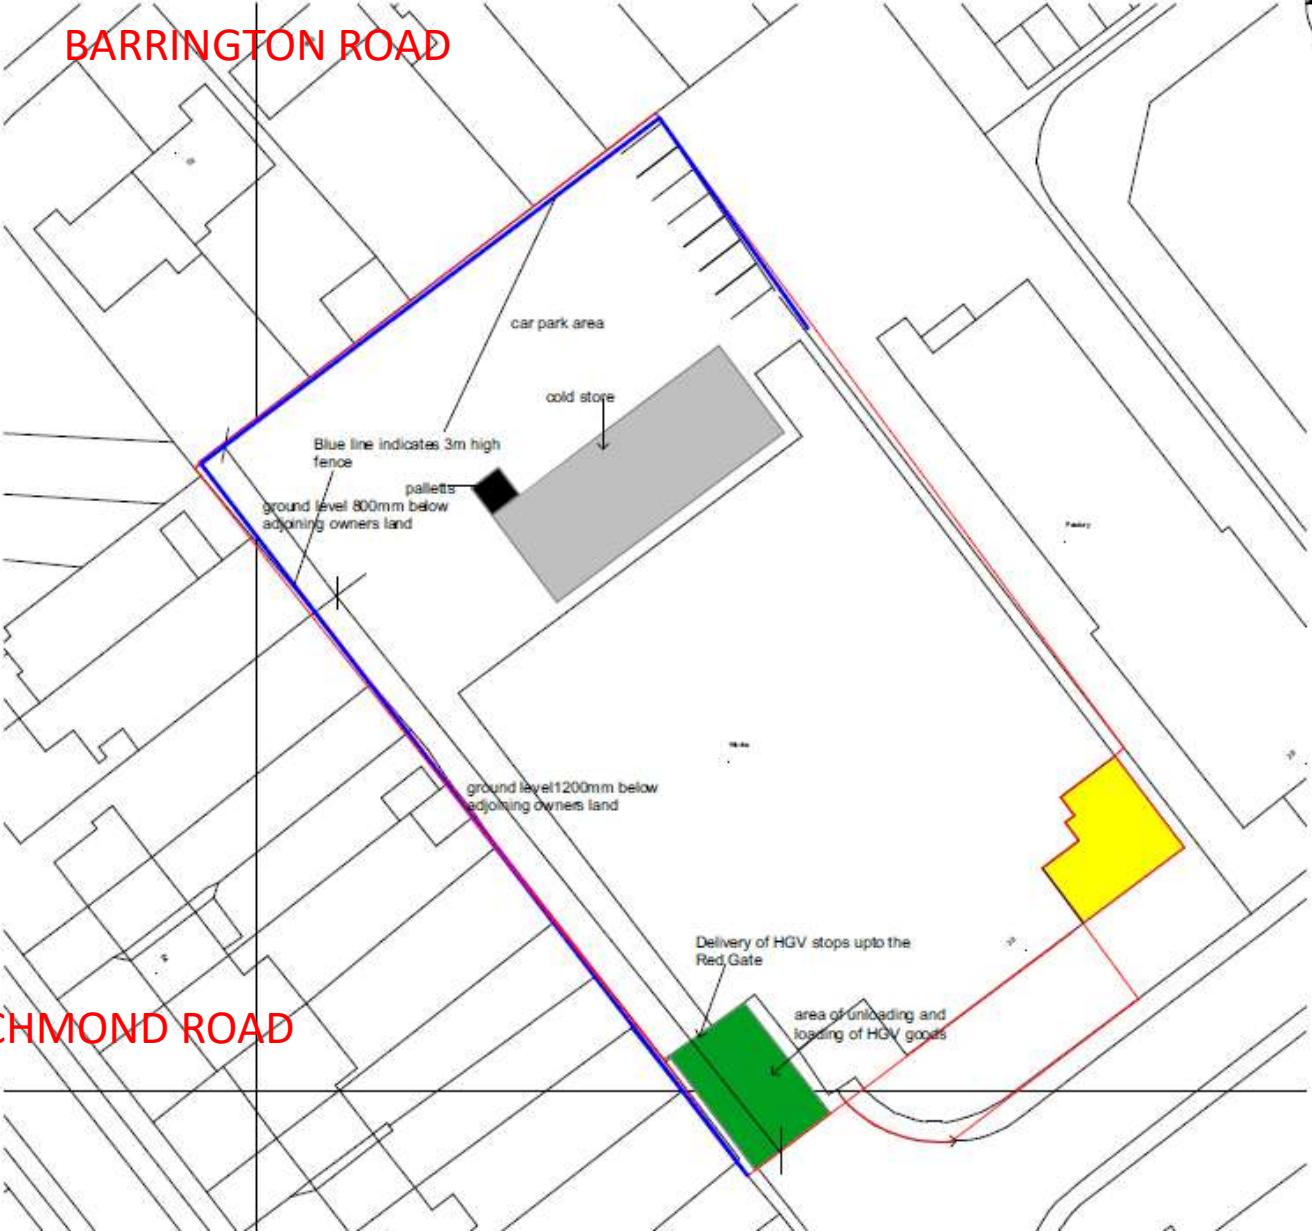 BARRINGTON ROAD
car park area
cold store
Blue line indicates 3m high
fence
palletts
ground level 800mm below
adjoining owners land
Factory
ground level1200mm below
adjoining owners land
Delivery of HGV stops upto the
Red Gate
area of unloading and
loading of HGV goods
CHMOND ROAD